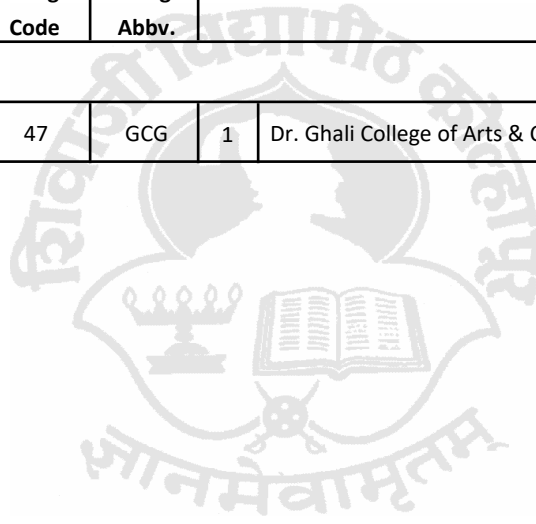 Code Abbv.
47 GCG 1 Dr. Ghali College of Arts &
शिवाजी विद्यापीठ कोल्हापूर
ज्ञानमेवामृतम्